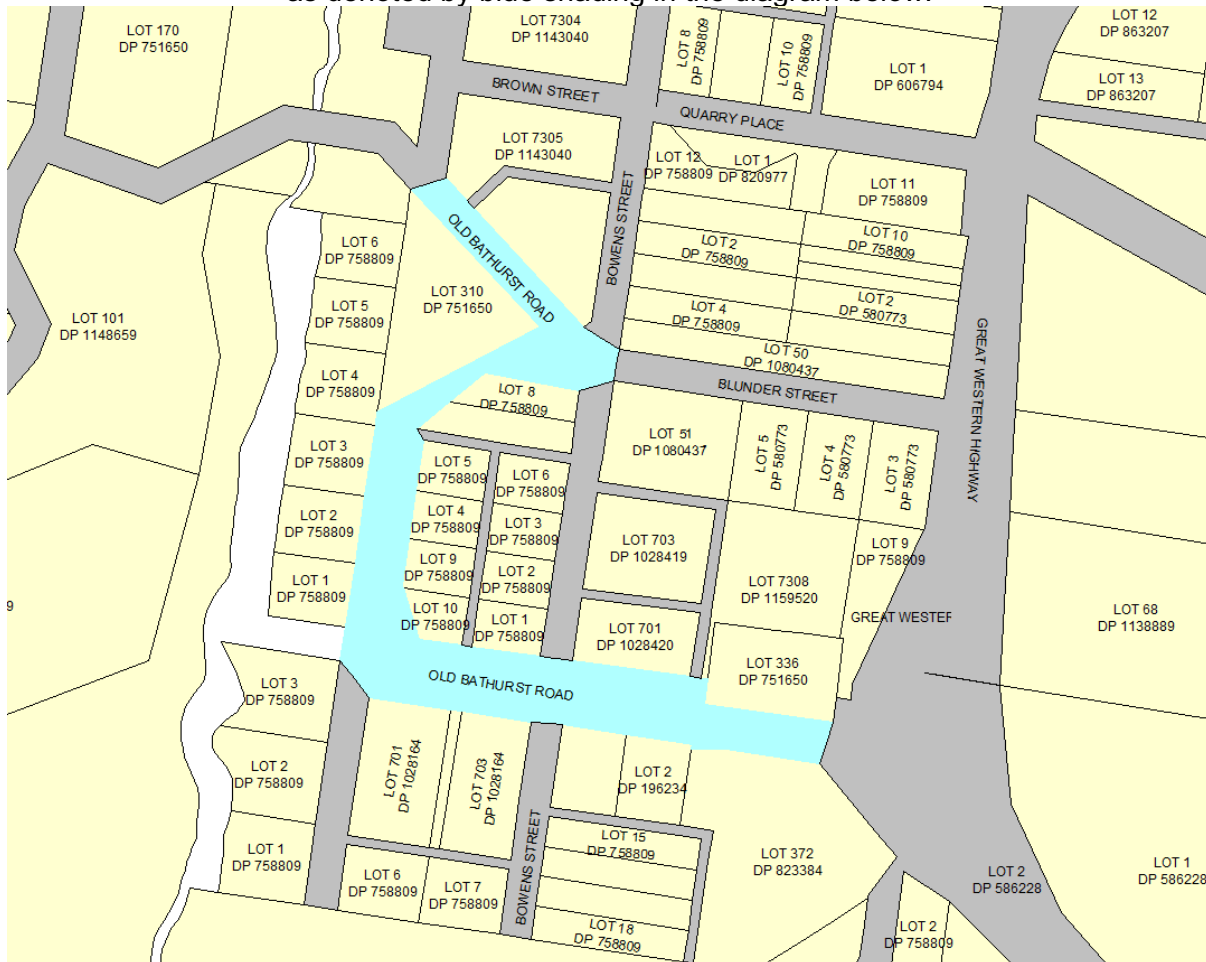 as denoted by blue shading in the diagram below.
LOT 170
DP 751650
LOT 7304
DP 1143040
LOT 8
DP 758809
LOT 10
DP 758809
LOT 1
DP 606794
LOT 12
DP 863207
LOT 13
DP 863207
BROWN STREET
QUARRY PLACE
LOT 7305
DP 1143040
LOT 12
DP 758809
LOT 1
DP 820977
LOT 11
DP 758809
OLD BATHURST ROAD
BOWENS STREET
LOT 6
DP 758809
LOT 2
DP 758809
LOT 10
DP 758809
LOT 310
DP 751650
LOT 5
DP 758809
LOT 101
DP 1148659
LOT 4
DP 758809
LOT 2
DP 580773
LOT 50
DP 1080437
GREAT WESTERN HIGHWAY
LOT 4
DP 758809
LOT 8
DP 758809
BLUNDER STREET
LOT 3
DP 758809
LOT 51
DP 1080437
LOT 5
DP 580773
LOT 4
DP 580773
LOT 3
DP 580773
LOT 5
DP 758809
LOT 6
DP 758809
LOT 2
DP 758809
LOT 4
DP 758809
LOT 3
DP 758809
LOT 703
DP 1028419
LOT 9
DP 758809
LOT 1
DP 758809
LOT 9
DP 758809
LOT 2
DP 758809
LOT 7308
DP 1159520
9
LOT 10
DP 758809
LOT 1
DP 758809
LOT 701
DP 1028420
GREAT WESTER
LOT 68
DP 1138889
LOT 336
DP 751650
LOT 3
DP 758809
OLD BATHURST ROAD
LOT 2
DP 758809
LOT 701
DP 1028164
LOT 703
DP 1028164
LOT 2
DP 196234
LOT 1
DP 758809
BOWENS STREET
LOT 15
DP 758809
LOT 372
DP 823384
LOT 2
DP 586228
LOT 1
DP 586228
LOT 6
DP 758809
LOT 7
DP 758809
LOT 18
DP 758809
LOT 2
DP 758809